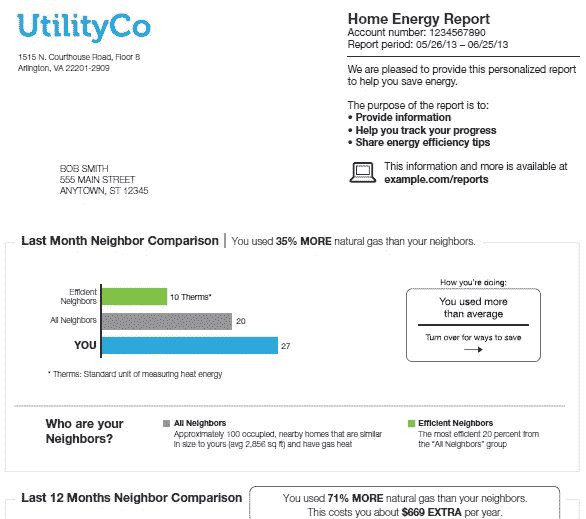 UtilityCo
1515 N. Courthouse Road, Floor 8
Arlington, VA 22201-2909
Home Energy Report
Account number: 1234567890
Report period: 05/26/13 – 06/25/13
We are pleased to provide this personalized report
to help you save energy.
The purpose of the report is to:
• Provide information
• Help you track your progress
• Share energy efficiency tips
This information and more is available at
example.com/reports
BOB SMITH
555 MAIN STREET
ANYTOWN, ST 12345
Last Month Neighbor Comparison | You used 35% MORE natural gas than your neighbors.
Efficient
Neighbors
10 Therms*
All Neighbors
20
YOU
27
* Therms: Standard unit of measuring heat energy
How you're doing:
You used more
than average
Turn over for ways to save
Who are your
Neighbors?
All Neighbors
Approximately 100 occupied, nearby homes that are similar
in size to yours (avg 2,856 sq ft) and have gas heat
Efficient Neighbors
The most efficient 20 percent from
the "All Neighbors" group
Last 12 Months Neighbor Comparison
You used 71% MORE natural gas than your neighbors.
This costs you about $669 EXTRA per year.